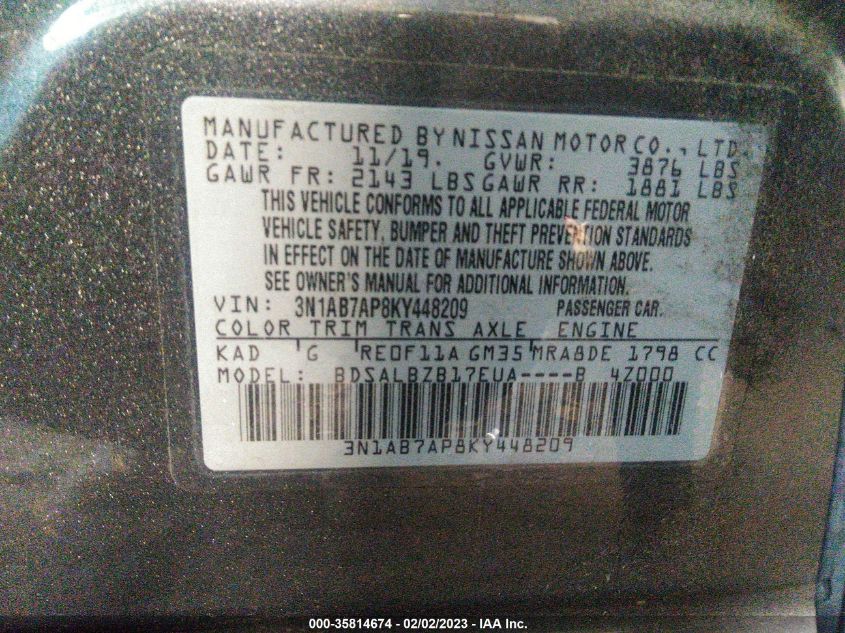 MANUFACTURED BY NISSAN MOTOR CO., LTD.
DATE: 11/19. GVWR: 3876 LBS
GAWR FR: 2143 LBS GAWR RR: 1881 LBS
THIS VEHICLE CONFORMS TO ALL APPLICABLE FEDERAL MOTOR
VEHICLE SAFETY, BUMPER AND THEFT PREVENTION STANDARDS
IN EFFECT ON THE DATE OF MANUFACTURE SHOWN ABOVE.
SEE OWNER'S MANUAL FOR ADDITIONAL INFORMATION.
VIN: 3N1AB7AP8KY448209 PASSENGER CAR.
COLOR TRIM TRANS AXLE ENGINE
KAD G RE0F11A GM35 MRA8DE 1798 CC
MODEL: BDSALBZB17EUA----B 4Z000
3N1AB7AP8KY448209
000-35814674 - 02/02/2023 - IAA Inc.